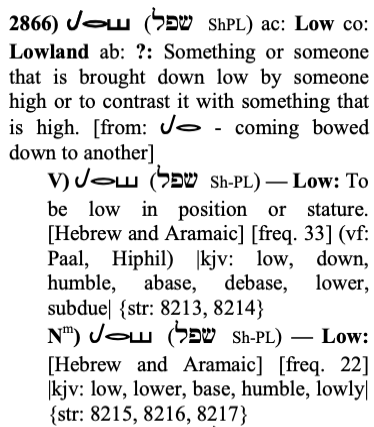 2866) (שפל ShPL) ac: Low co:
Lowland ab: ?: Something or someone
that is brought down low by someone
high or to contrast it with something that
is high. [from: - coming bowed
down to another]
V) (שפל Sh-PL) — Low: To
be low in position or stature.
[Hebrew and Aramaic] [freq. 33] (vf:
Paal, Hiphil) |kjv: low, down,
humble, abase, debase, lower,
subdue| {str: 8213, 8214}
Nᵐ) (שפל Sh-PL) — Low:
[Hebrew and Aramaic] [freq. 22]
|kjv: low, lower, base, humble, lowly|
{str: 8215, 8216, 8217}